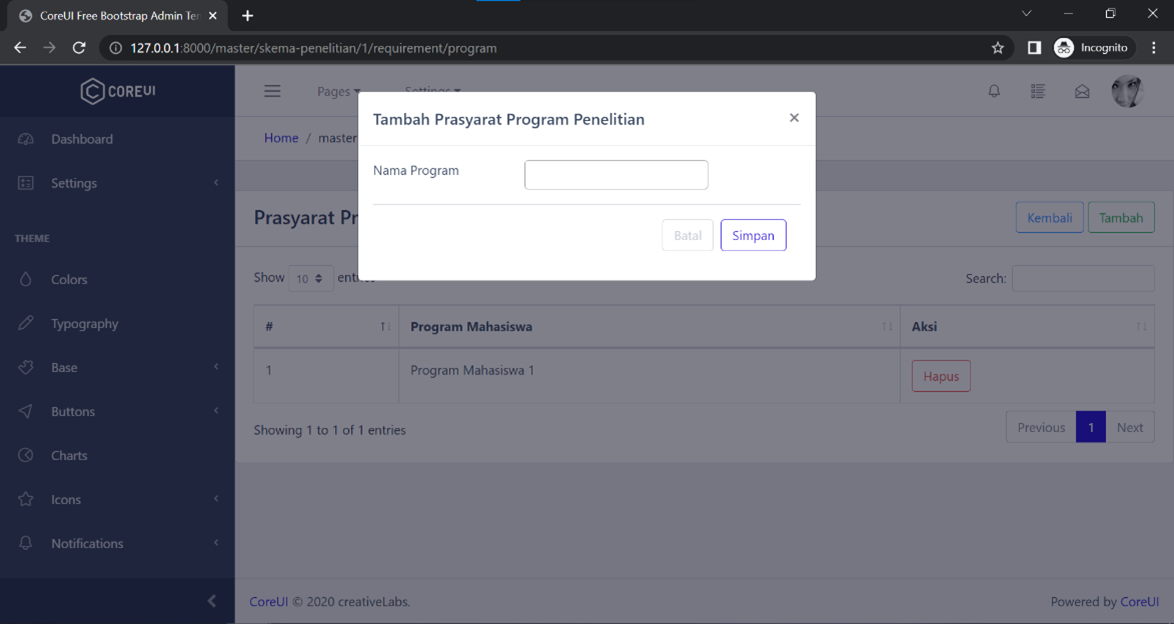 CoreUI Free Bootstrap Admin Ter
127.0.0.1:8000/master/skema-penelitian/1/requirement/program
Incognito
COREUI
Pages
Settings
Tambah Prasyarat Program Penelitian
Dashboard
Home / master
Nama Program
Settings
Prasyarat Pr
Kembali
Tambah
Batal
Simpan
THEME
Colors
Show 10 entries
Search:
Typography
# Program Mahasiswa Aksi
Base
1 Program Mahasiswa 1 Hapus
Buttons
Showing 1 to 1 of 1 entries
Previous 1 Next
Charts
Icons
Notifications
CoreUI © 2020 creativeLabs.
Powered by CoreUI